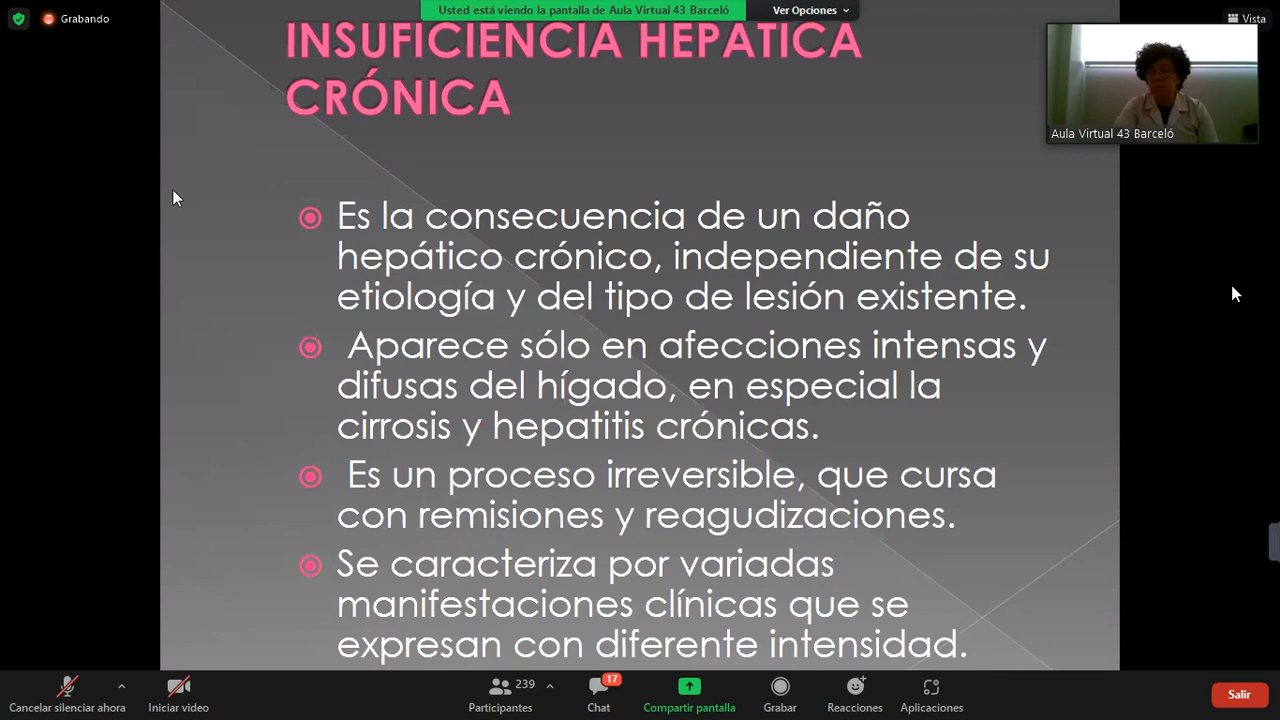 Grabando
Usted está viendo la pantalla de Aula Virtual 43 Barceló
Ver Opciones
Vista
INSUFICIENCIA HEPÁTICA
CRÓNICA
Aula Virtual 43 Barceló
Es la consecuencia de un daño
hepático crónico, independiente de su
etiología y del tipo de lesión existente.
Aparece sólo en afecciones intensas y
difusas del hígado, en especial la
cirrosis y hepatitis crónicas.
Es un proceso irreversible, que cursa
con remisiones y reagudizaciones.
Se caracteriza por variadas
manifestaciones clínicas que se
expresan con diferente intensidad.
239
17
Cancelar silenciar ahora
Iniciar video
Participantes
Chat
Compartir pantalla
Grabar
Reacciones
Aplicaciones
Salir